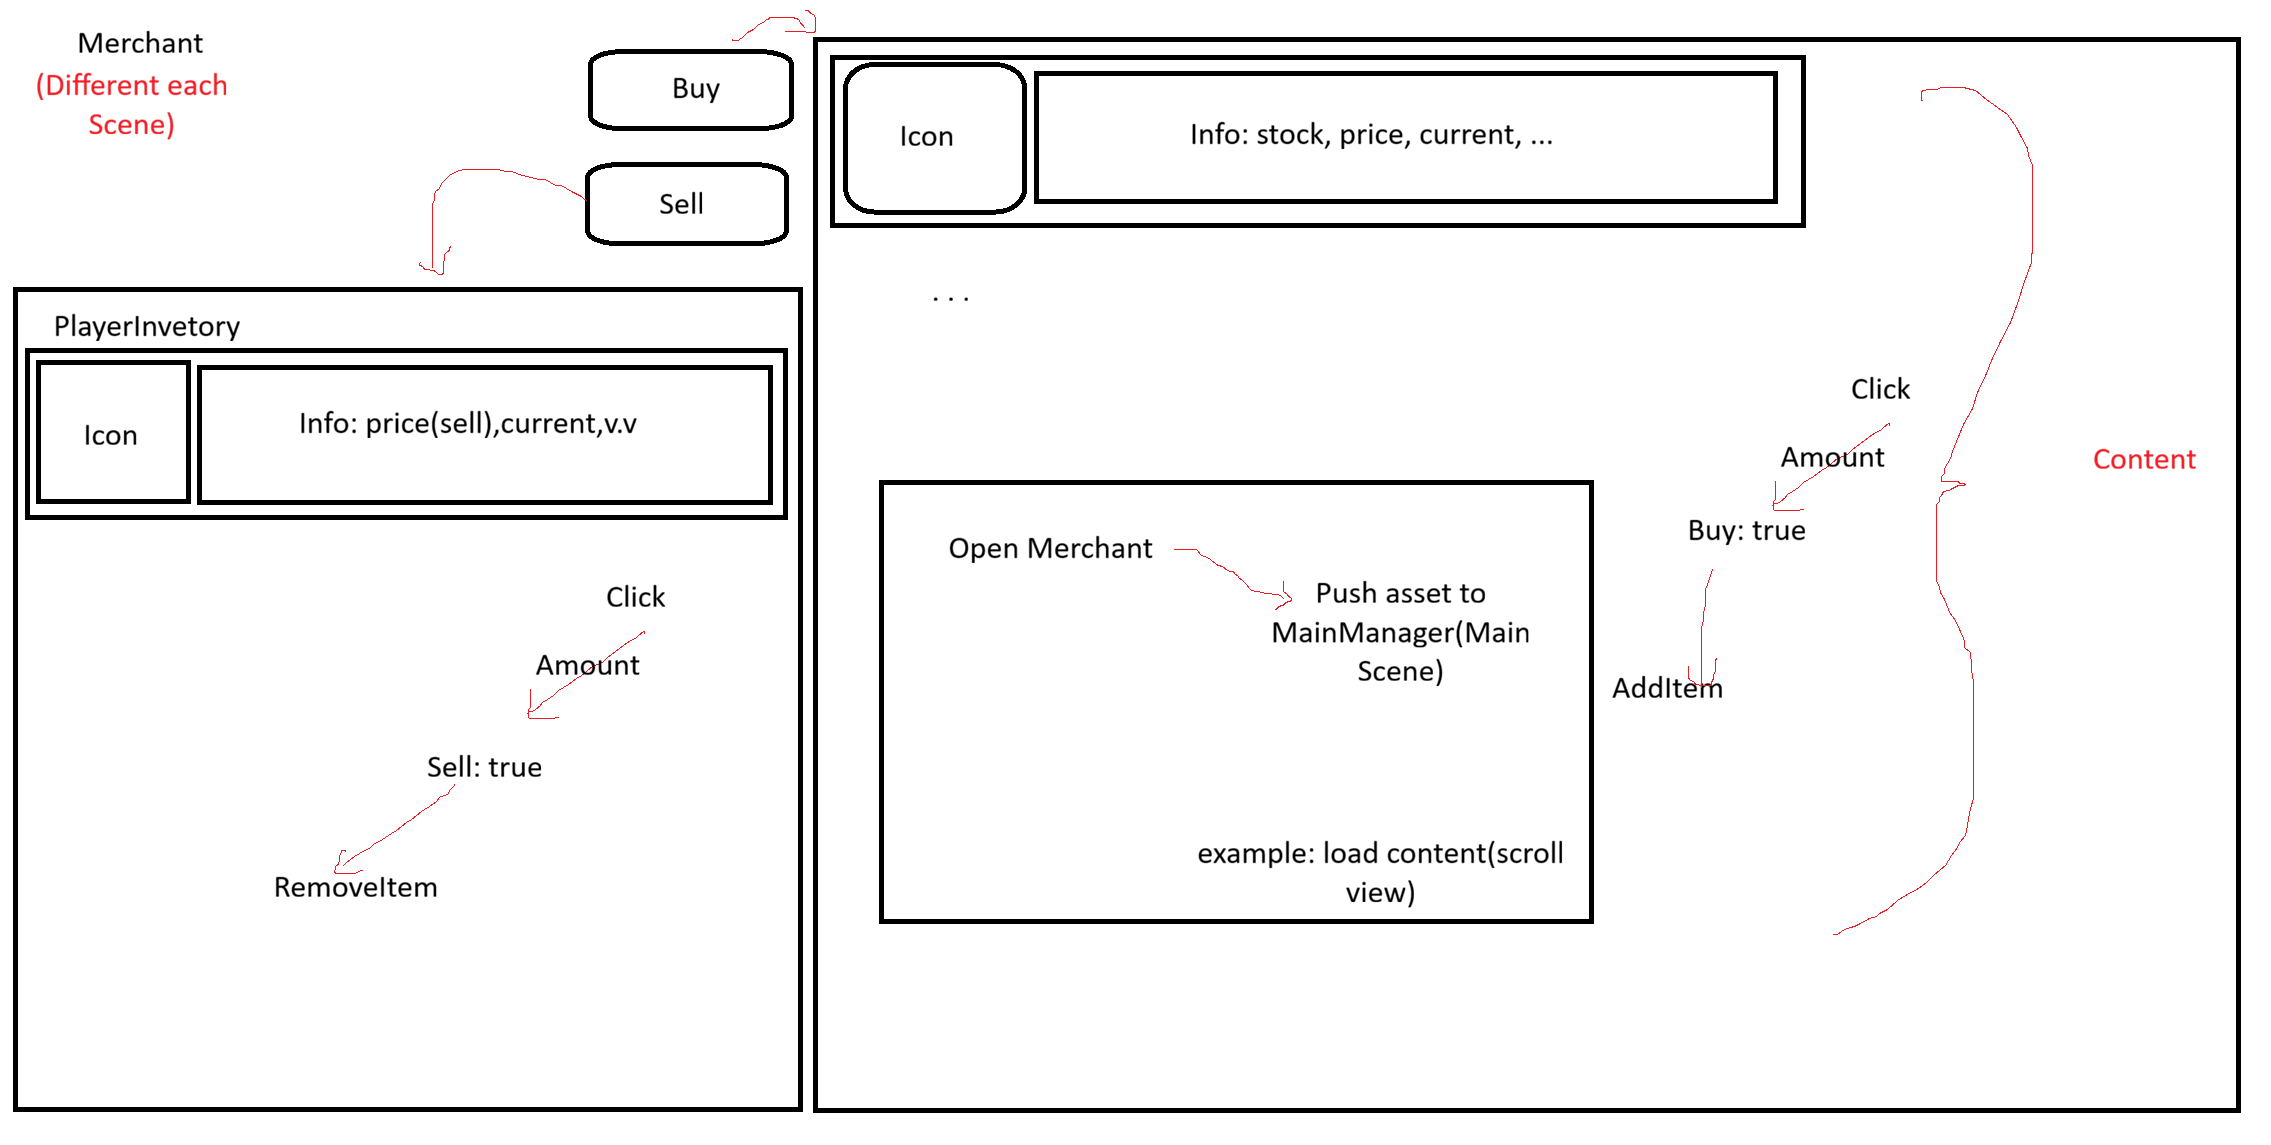 Merchant
(Different each
Scene)
Buy
Sell
Icon
Info: stock, price, current, ...
. . .
PlayerInvetory
Icon
Info: price(sell),current,v.v
Click
Amount
Sell: true
RemoveItem
Open Merchant
Push asset to
MainManager(Main
Scene)
example: load content(scroll
view)
Click
Amount
Buy: true
AddItem
Content